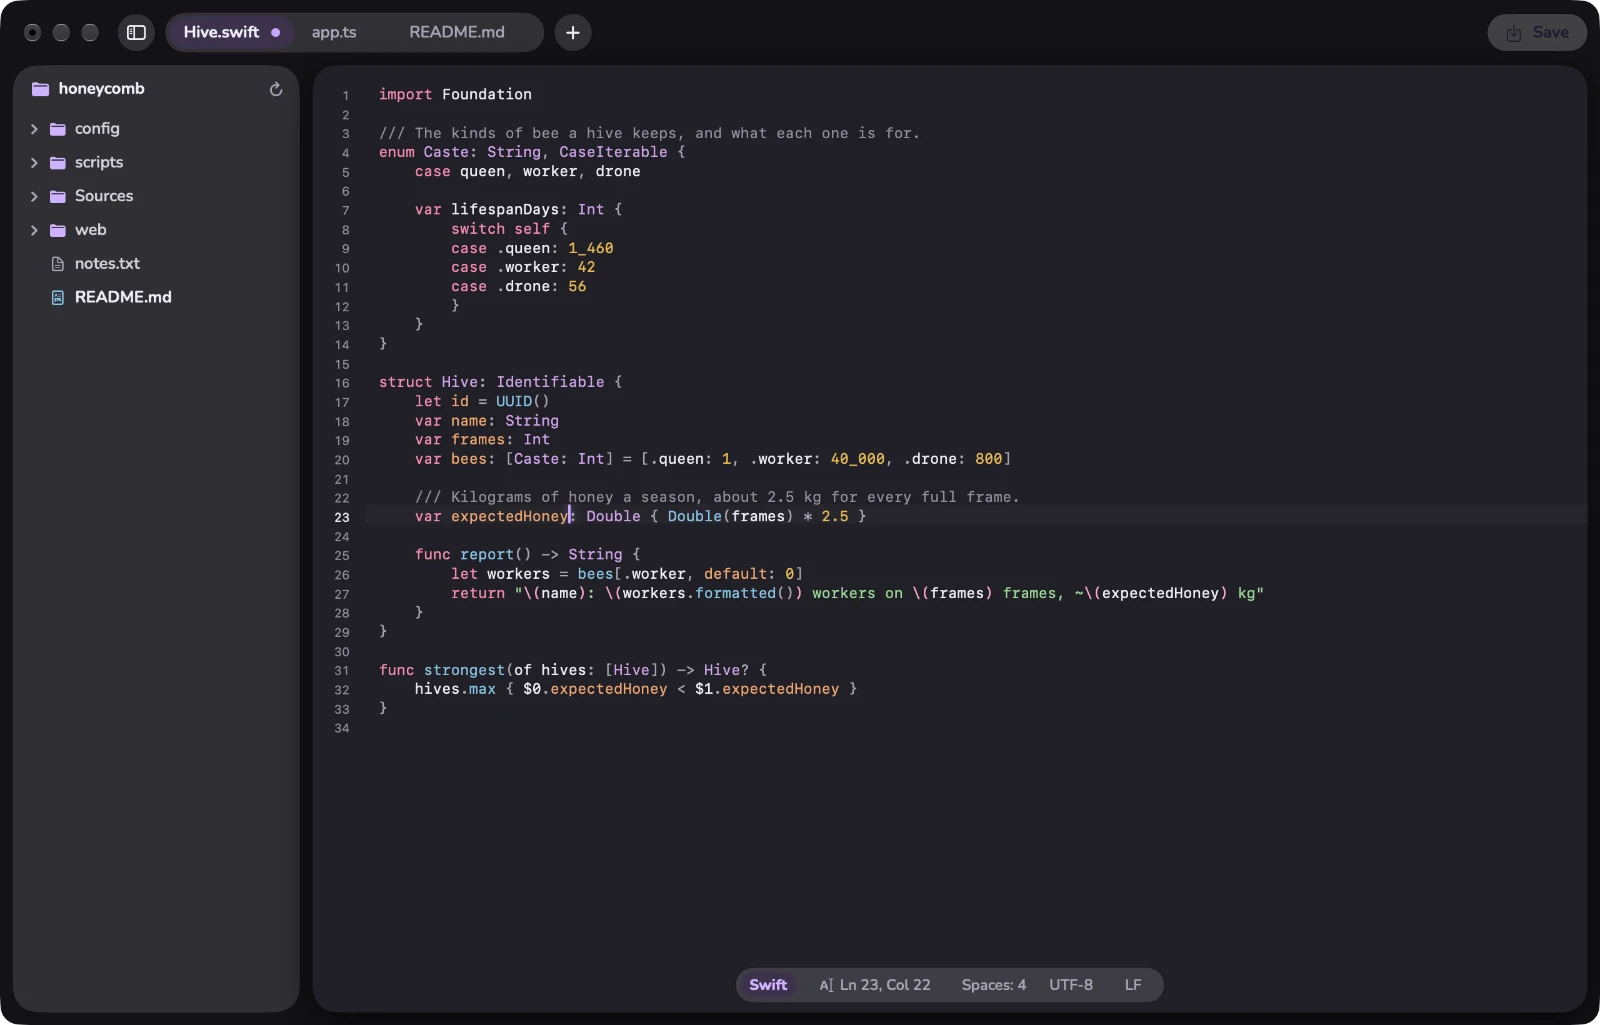 Hive.swift
app.ts
README.md
+
Save
honeycomb
config
scripts
Sources
web
notes.txt
README.md
1 import Foundation
2
3 /// The kinds of bee a hive keeps, and what each one is for.
4 enum Caste: String, CaseIterable {
5     case queen, worker, drone
6
7     var lifespanDays: Int {
8         switch self {
9         case .queen: 1_460
10         case .worker: 42
11         case .drone: 56
12         }
13     }
14 }
15
16 struct Hive: Identifiable {
17     let id = UUID()
18     var name: String
19     var frames: Int
20     var bees: [Caste: Int] = [.queen: 1, .worker: 40_000, .drone: 800]
21
22     /// Kilograms of honey a season, about 2.5 kg for every full frame.
23     var expectedHoney: Double { Double(frames) * 2.5 }
24
25     func report() -> String {
26         let workers = bees[.worker, default: 0]
27         return "\(name): \(workers.formatted()) workers on \(frames) frames, ~\(expectedHoney) kg"
28     }
29 }
30
31 func strongest(of hives: [Hive]) -> Hive? {
32     hives.max { $0.expectedHoney < $1.expectedHoney }
33 }
34
Swift
Ln 23, Col 22
Spaces: 4
UTF-8
LF